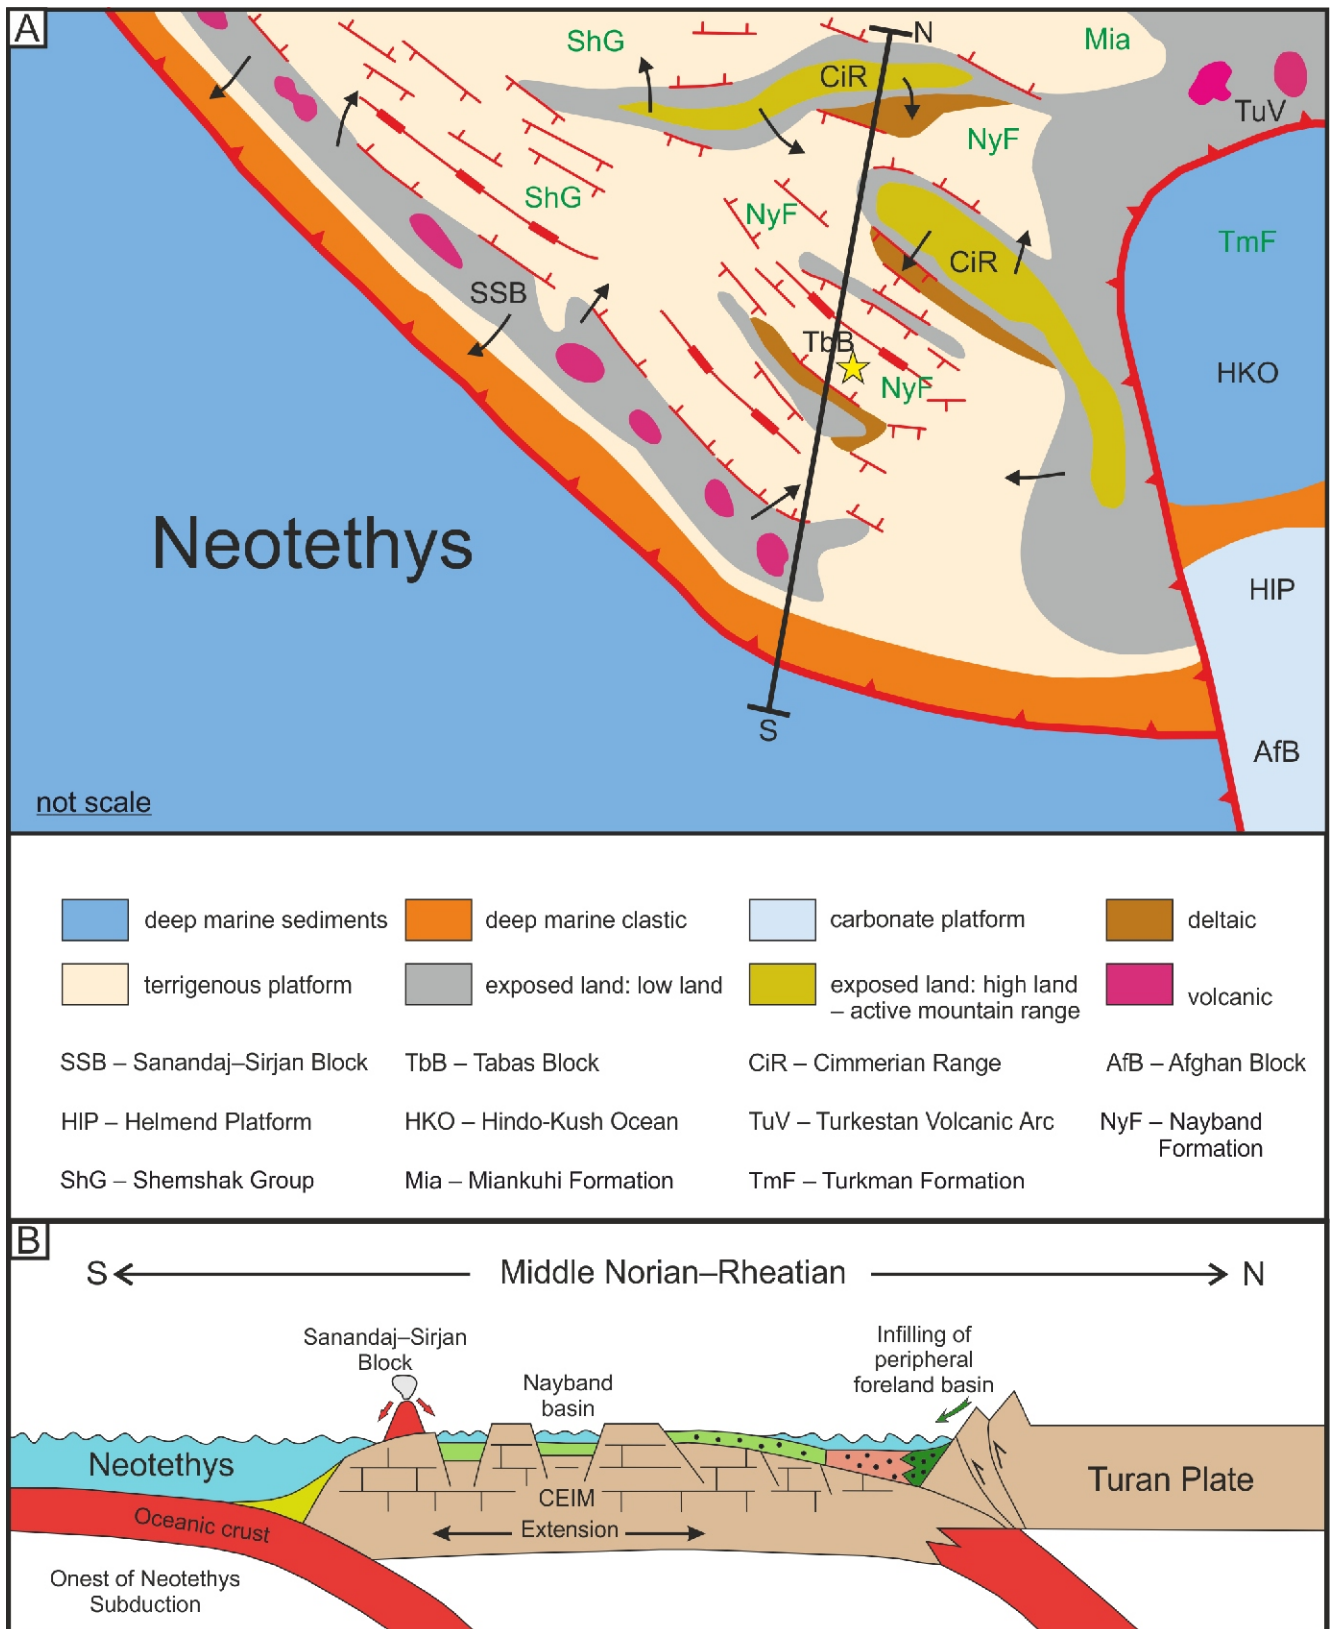 A
N
ShG
CiR
Mia
TuV
NyF
ShG
NyF
TmF
CiR
SSB
TbB
NyF
HKO
Neotethys
HIP
S
AfB
not scale
deep marine sediments
deep marine clastic
carbonate platform
deltaic
terrigenous platform
exposed land: low land
exposed land: high land
– active mountain range
volcanic
SSB – Sanandaj–Sirjan Block
TbB – Tabas Block
CiR – Cimmerian Range
AfB – Afghan Block
HIP – Helmend Platform
HKO – Hindo-Kush Ocean
TuV – Turkestan Volcanic Arc
NyF – Nayband
Formation
ShG – Shemshak Group
Mia – Miankuhi Formation
TmF – Turkman Formation
B
S
Middle Norian–Rheatian
N
Sanandaj–Sirjan
Block
Nayband
basin
Infilling of
peripheral
foreland basin
Neotethys
Turan Plate
CEIM
Oceanic crust
Extension
Onest of Neotethys
Subduction